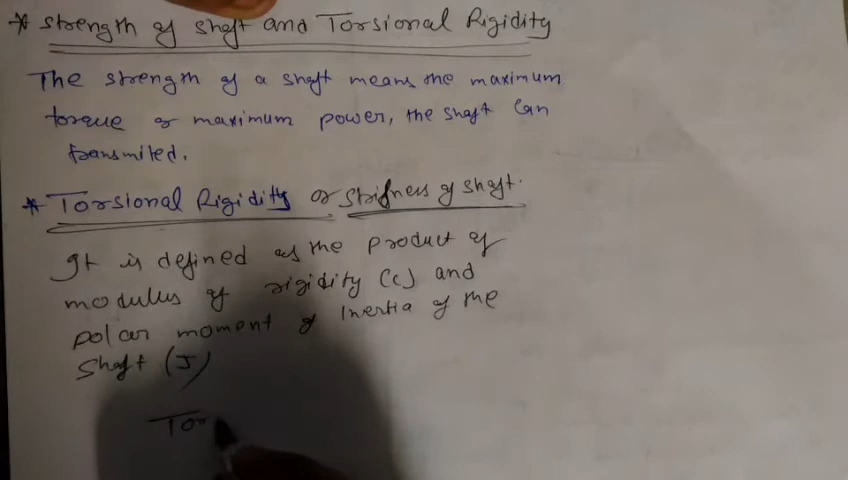 * Strength of shaft and Torsional Rigidity
The strength of a shaft means the maximum
torque or maximum power, the shaft can
transmited.
* Torsional Rigidity or Stifness of shaft.
It is defined as the product of
modulus of rigidity (C) and
polar moment of Inertia of the
Shaft (J)
Tor